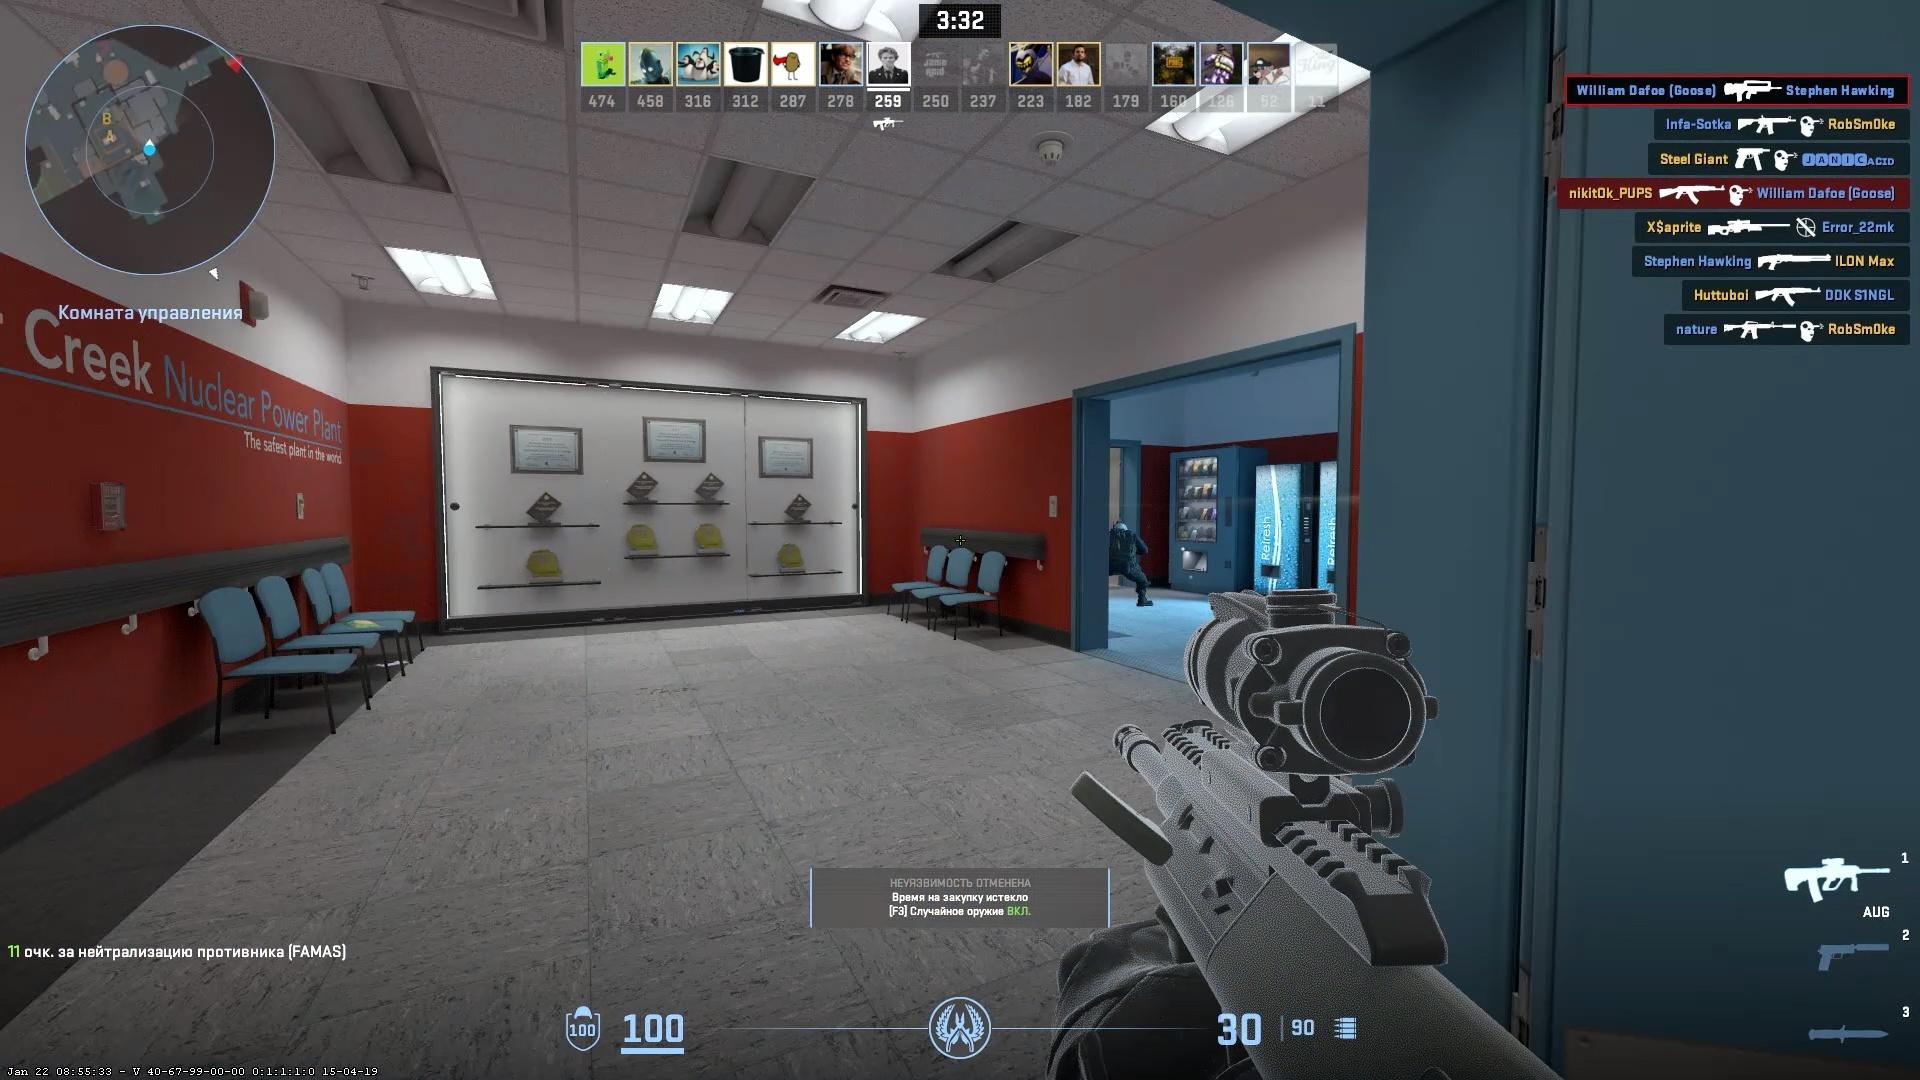 3:32
474 458 316 312 287 278 259 250 237 223 182 179 160 126 52 11
William Dafoe (Goose) Stephen Hawking
Infa-Sotka RobSm0ke
Steel Giant JANICACID
nikitOk_PUPS William Dafoe (Goose)
X$aprite Error_22mk
Stephen Hawking ILON Max
Huttuboi DDK S1NGL
nature RobSm0ke
B
A
Комната управления
Creek Nuclear Power Plant
The safest plant in the world.
Refresh
Refresh
НЕУЯЗВИМОСТЬ ОТМЕНЕНА
Время на закупку истекло
[F3] Случайное оружие ВКЛ.
1
AUG
2
3
11 очк. за нейтрализацию противника (FAMAS)
100 100
30 90
Jan 22 08:55:33 - V 40-67-99-00-00 0:1:1:1:0 15-04-19